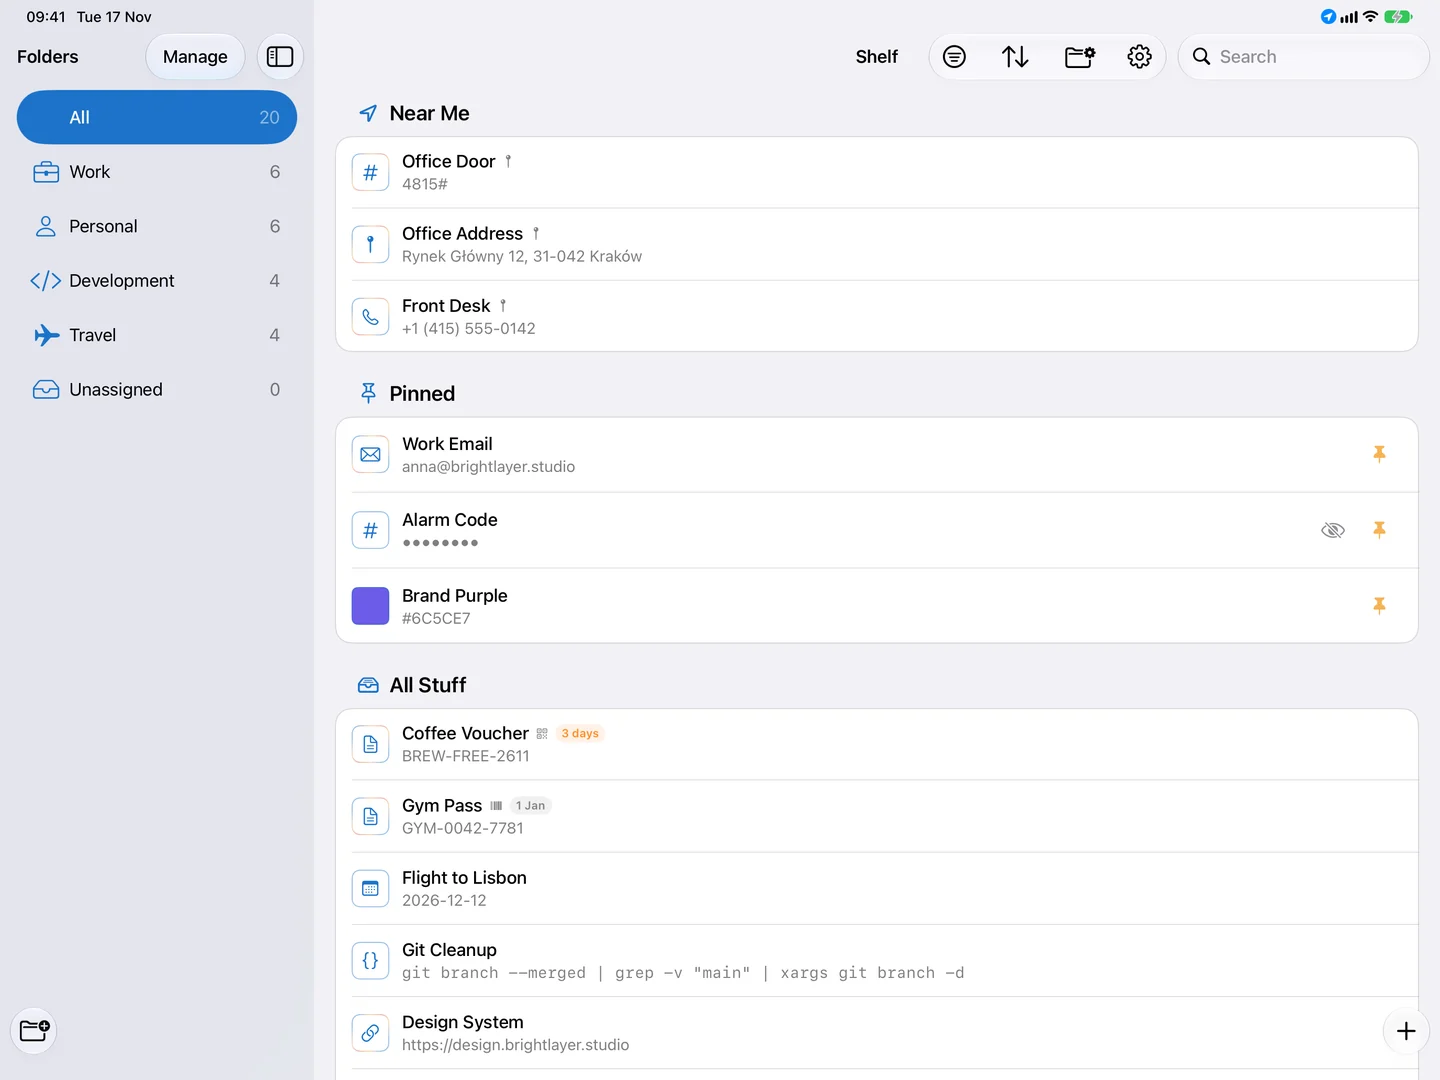 09:41 Tue 17 Nov
Folders
Manage
All 20
Work 6
Personal 6
Development 4
Travel 4
Unassigned 0
Shelf
Search
Near Me
Office Door
4815#
Office Address
Rynek Główny 12, 31-042 Kraków
Front Desk
+1 (415) 555-0142
Pinned
Work Email
anna@brightlayer.studio
Alarm Code
••••••••
Brand Purple
#6C5CE7
All Stuff
Coffee Voucher 3 days
BREW-FREE-2611
Gym Pass 1 Jan
GYM-0042-7781
Flight to Lisbon
2026-12-12
Git Cleanup
git branch --merged | grep -v "main" | xargs git branch -d
Design System
https://design.brightlayer.studio